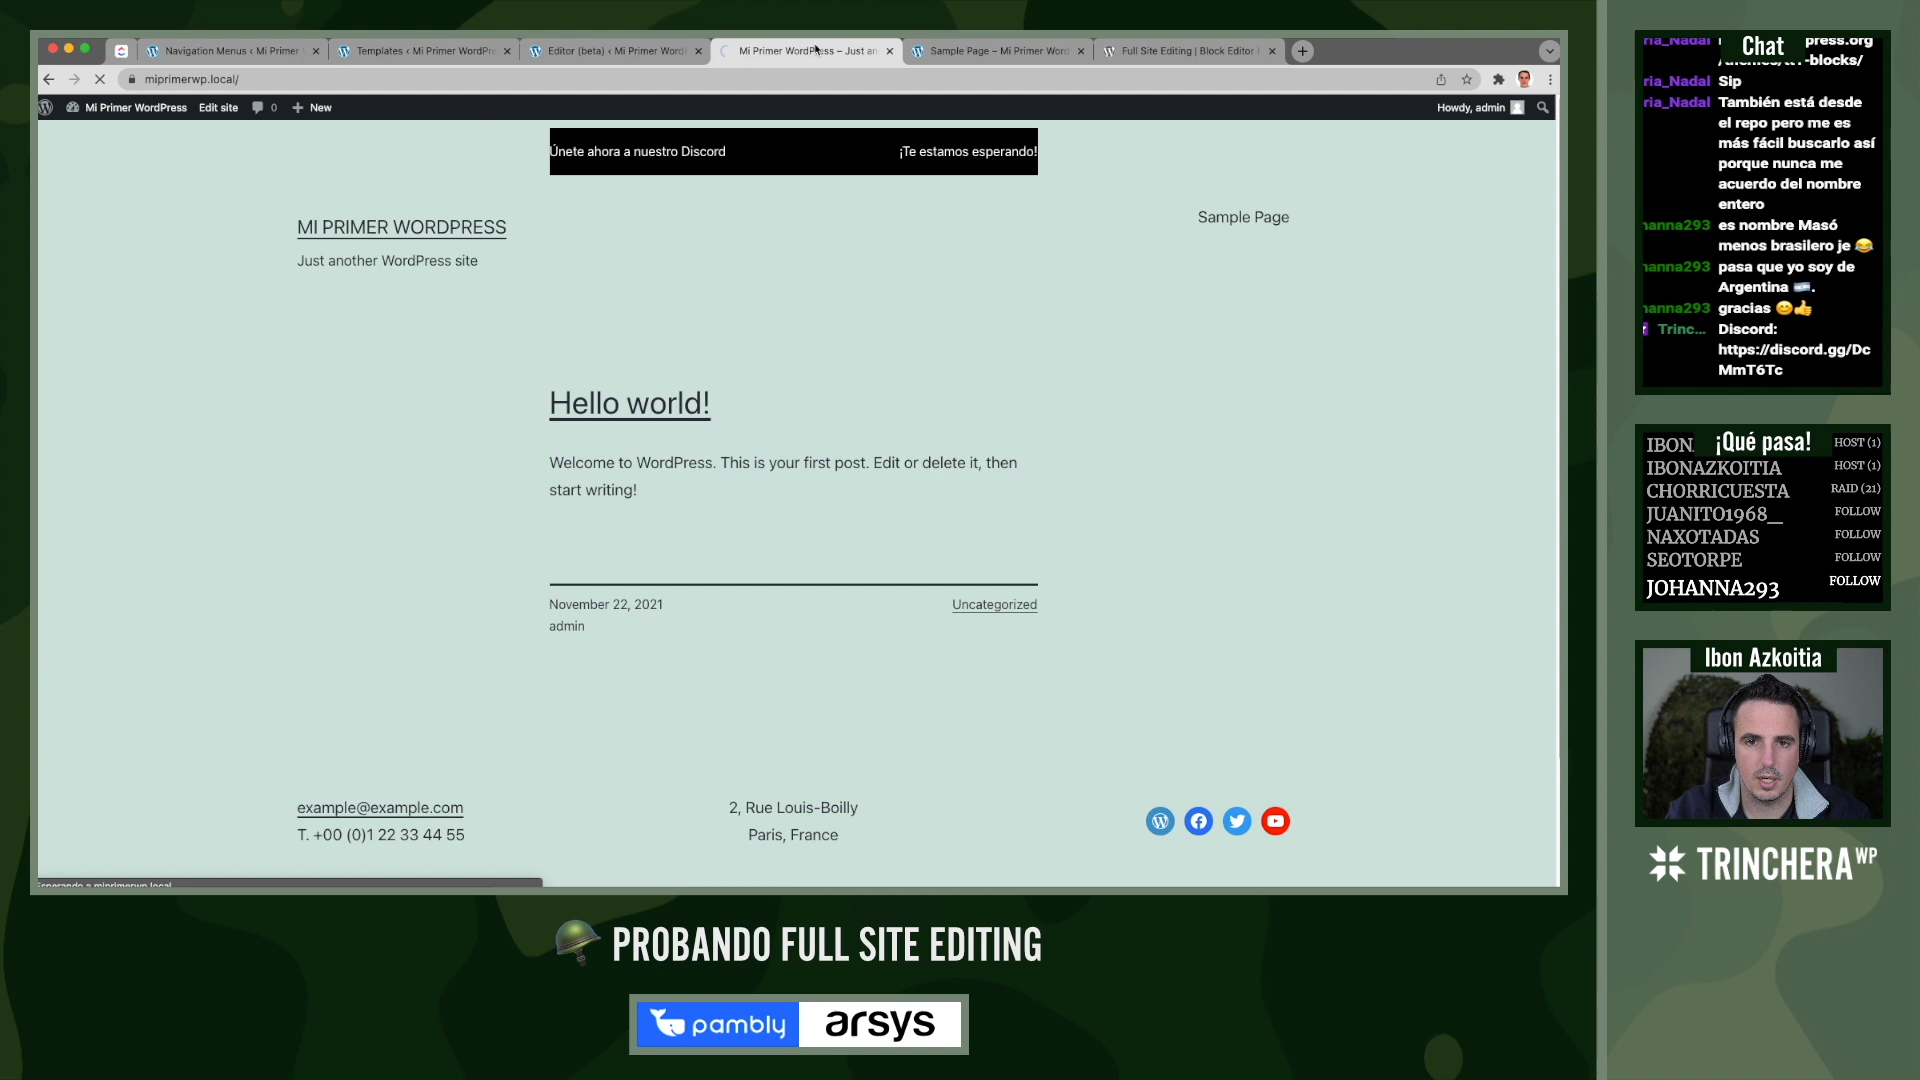 Navigation Menus ‹ Mi Primer
Templates ‹ Mi Primer WordPre
Editor (beta) ‹ Mi Primer Word
Mi Primer WordPress – Just an
Sample Page – Mi Primer Word
Full Site Editing | Block Editor
miprimerwp.local/
Mi Primer WordPress
Edit site
0
New
Howdy, admin
Únete ahora a nuestro Discord
¡Te estamos esperando!
MI PRIMER WORDPRESS
Just another WordPress site
Sample Page
Hello world!
Welcome to WordPress. This is your first post. Edit or delete it, then
start writing!
November 22, 2021
Uncategorized
admin
example@example.com
T. +00 (0)1 22 33 44 55
2, Rue Louis-Boilly
Paris, France
Esperando a miprimerwp.local
PROBANDO FULL SITE EDITING
pambly
arsys
Chat
ria_Nadal
press.org
-blocks/
ria_Nadal Sip
ria_Nadal También está desde
el repo pero me es
más fácil buscarlo así
porque nunca me
acuerdo del nombre
entero
hanna293 es nombre Masó
menos brasilero je 😂
hanna293 pasa que yo soy de
Argentina 🇦🇷.
hanna293 gracias 😊👍
Trinc... Discord:
https://discord.gg/Dc
MmT6Tc
¡Qué pasa!
IBON
HOST (1)
IBONAZKOITIA HOST (1)
CHORRICUESTA RAID (21)
JUANITO1968_ FOLLOW
NAXOTADAS FOLLOW
SEOTORPE FOLLOW
JOHANNA293 FOLLOW
Ibon Azkoitia
TRINCHERA WP